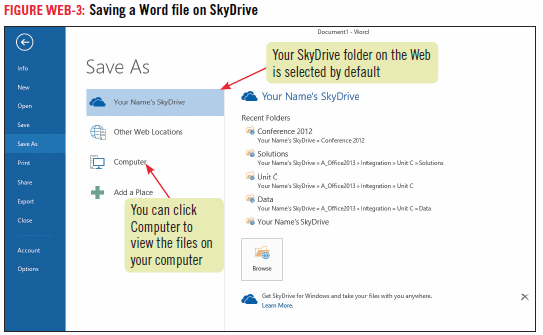 FIGURE WEB-3: Saving a Word file on SkyDrive
Document1 - Word
Info
New
Open
Save
Save As
Print
Share
Export
Close
Account
Options
Save As
Your Name's SkyDrive
Other Web Locations
Computer
Add a Place
You can click
Computer to
view the files on
your computer
Your SkyDrive folder on the Web
is selected by default
Your Name's SkyDrive
Recent Folders
Conference 2012
Your Name's SkyDrive » Conference 2012
Solutions
Your Name's SkyDrive » A_Office2013 » Integration » Unit C » Solutions
Unit C
Your Name's SkyDrive » A_Office2013 » Integration » Unit C
Data
Your Name's SkyDrive » A_Office2013 » Integration » Unit C » Data
Your Name's SkyDrive
Browse
Get SkyDrive for Windows and take your files with you anywhere.
Learn More.